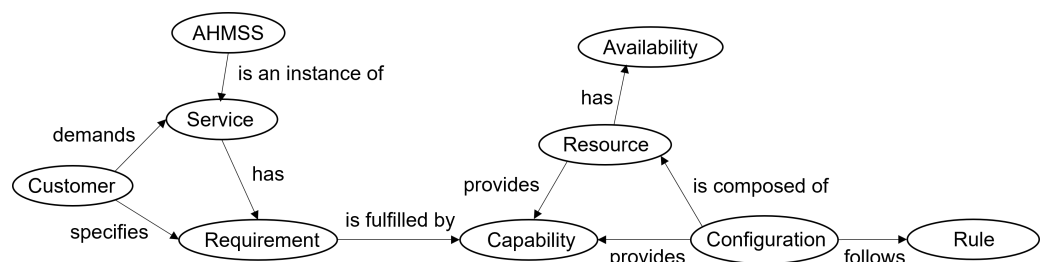 AHMSS
Availability
is an instance of
has
Service
demands
Resource
has
Customer
provides
is composed of
specifies
is fulfilled by
Requirement
Capability
Configuration
Rule
provides
follows